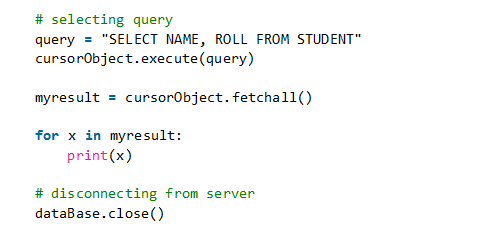 # selecting query
query = "SELECT NAME, ROLL FROM STUDENT"
cursorObject.execute(query)
myresult = cursorObject.fetchall()
for x in myresult:
    print(x)
# disconnecting from server
dataBase.close()